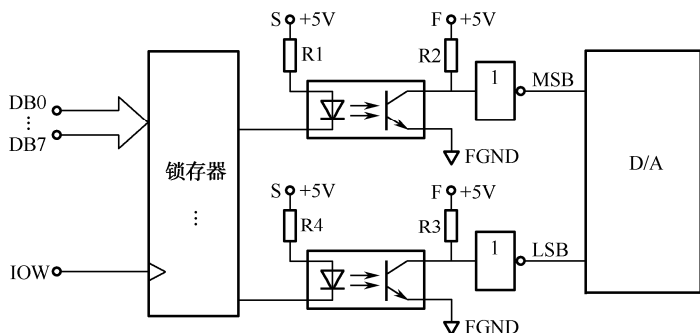 S +5V
F +5V
R1
R2
DB0
⋮
DB7
1
MSB
FGND
锁存器
⋮
D/A
S +5V
F +5V
R4
R3
IOW
1
LSB
FGND